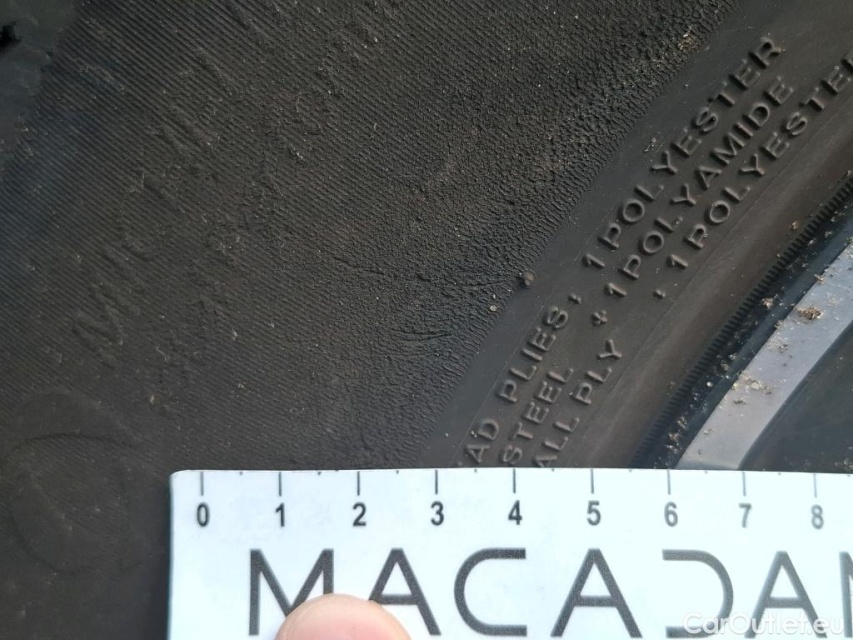 AD PLIES: 1 POLYESTER
STEEL + 1 POLYAMIDE
ALL PLY : 1 POLYESTER
0 1 2 3 4 5 6 7 8
MACADAM
CarOutlet.eu